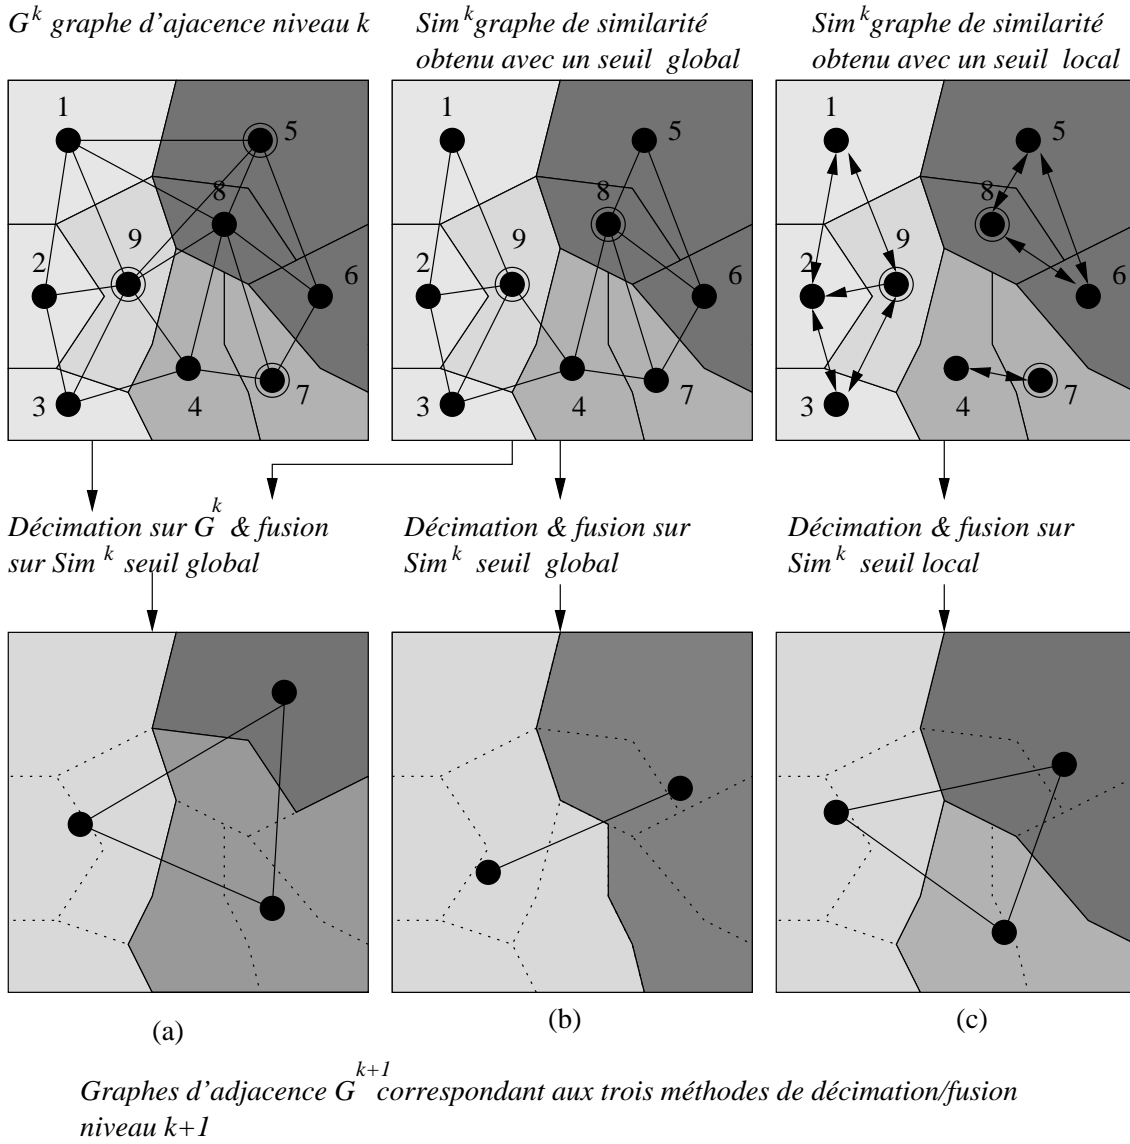 G^k graphe d'ajacence niveau k
Sim^k graphe de similarité
obtenu avec un seuil global
Sim^k graphe de similarité
obtenu avec un seuil local
1
5
8
9
2
6
3
4
7
1
5
8
9
2
6
3
4
7
1
5
8
9
2
6
3
4
7
Décimation sur G^k & fusion
sur Sim^k seuil global
Décimation & fusion sur
Sim^k seuil global
Décimation & fusion sur
Sim^k seuil local
(a)
(b)
(c)
Graphes d'adjacence G^k+1 correspondant aux trois méthodes de décimation/fusion
niveau k+1